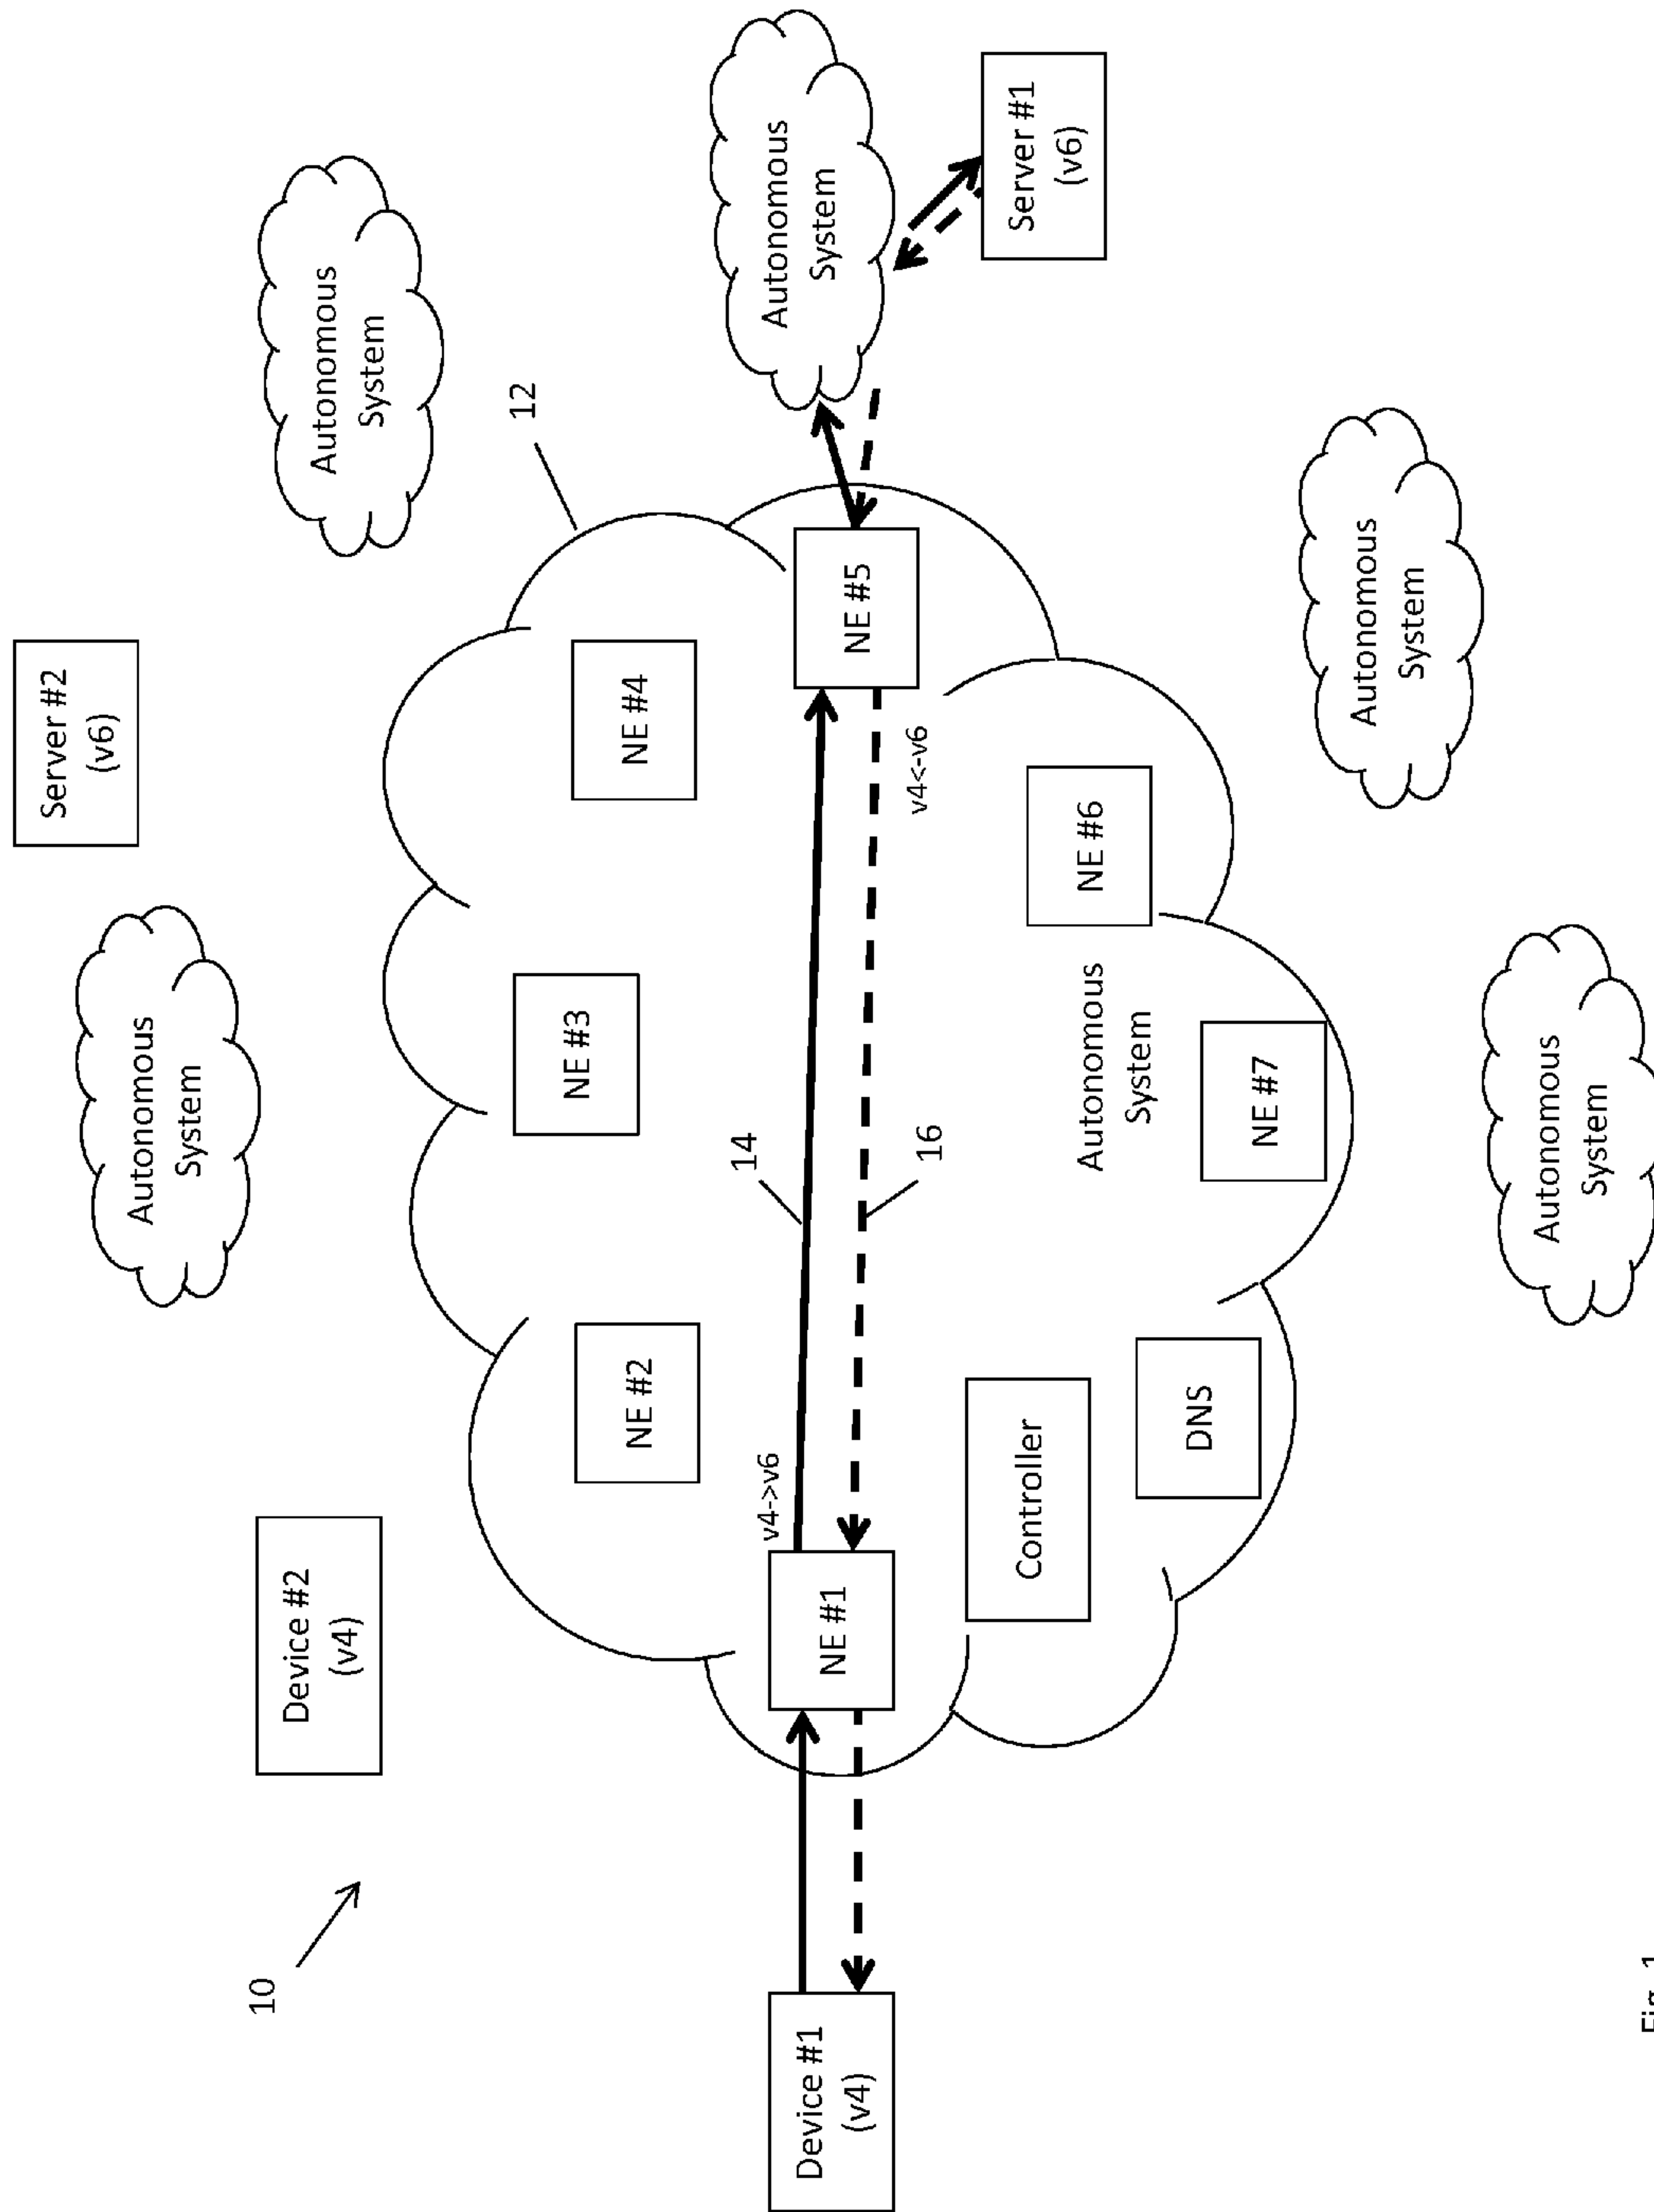 Server #2
(v6)
Autonomous
System
Autonomous
System
12
Autonomous
System
Server #1
(v6)
Device #2
(v4)
10
NE #2
NE #3
NE #4
14
v4->v6
NE #5
Device #1
(v4)
NE #1
16
v4<-v6
Controller
DNS
Autonomous
System
NE #6
NE #7
Autonomous
System
Autonomous
System
Fig. 1